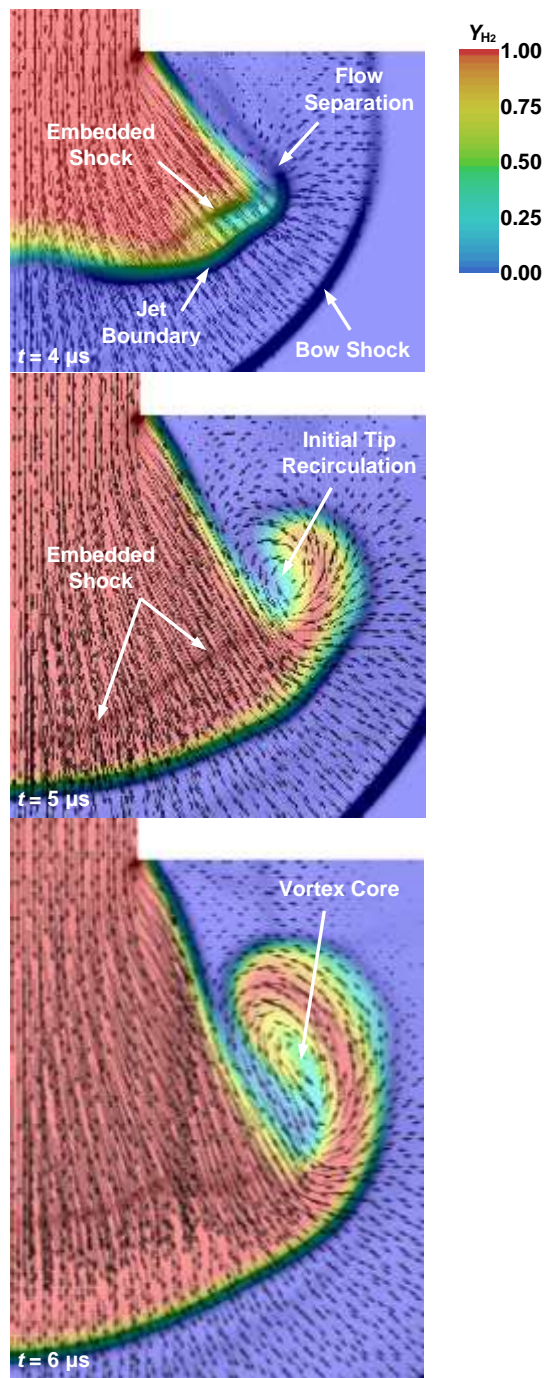 Y_H2
1.00
0.75
0.50
0.25
0.00
Flow
Separation
Embedded
Shock
Jet
Boundary
Bow Shock
t = 4 µs
Initial Tip
Recirculation
Embedded
Shock
t = 5 µs
Vortex Core
t = 6 µs